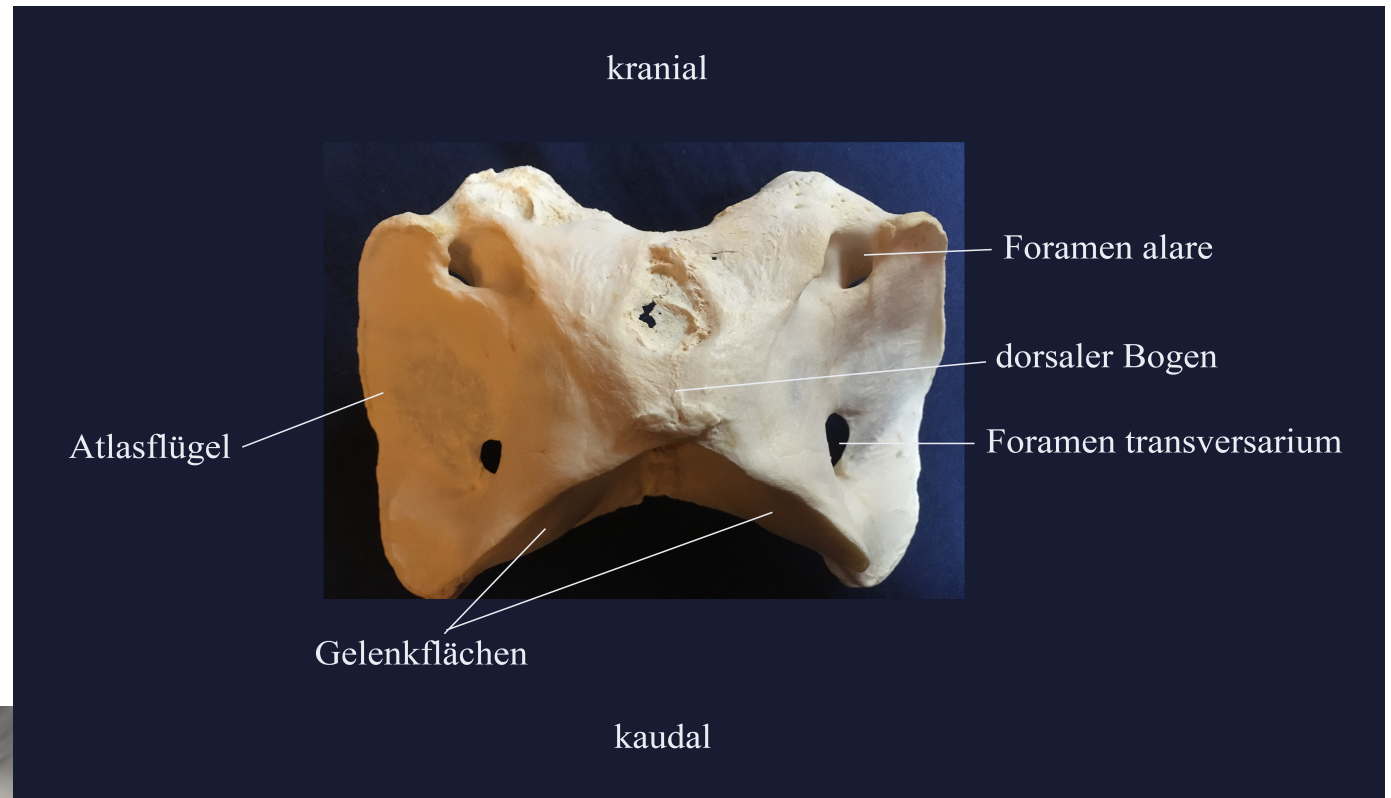 kranial
Foramen alare
dorsaler Bogen
Atlasflügel
Foramen transversarium
Gelenkflächen
kaudal